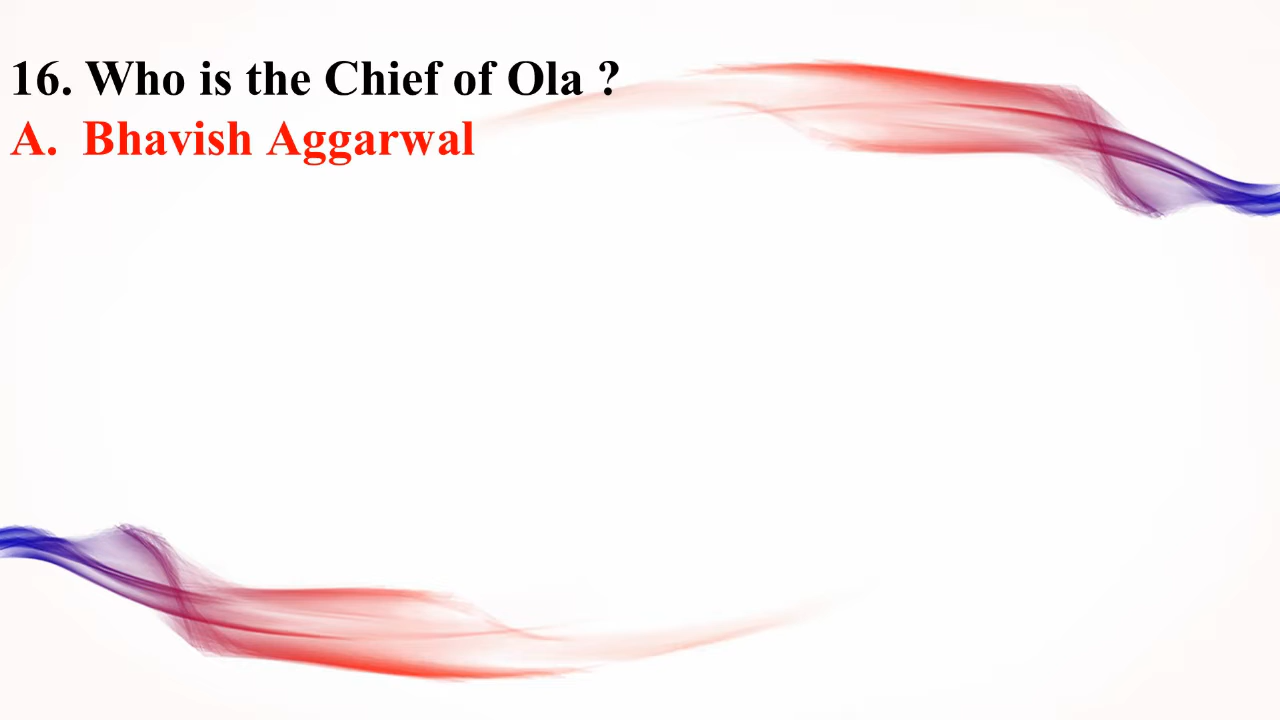 16. Who is the Chief of Ola ?
A. Bhavish Aggarwal